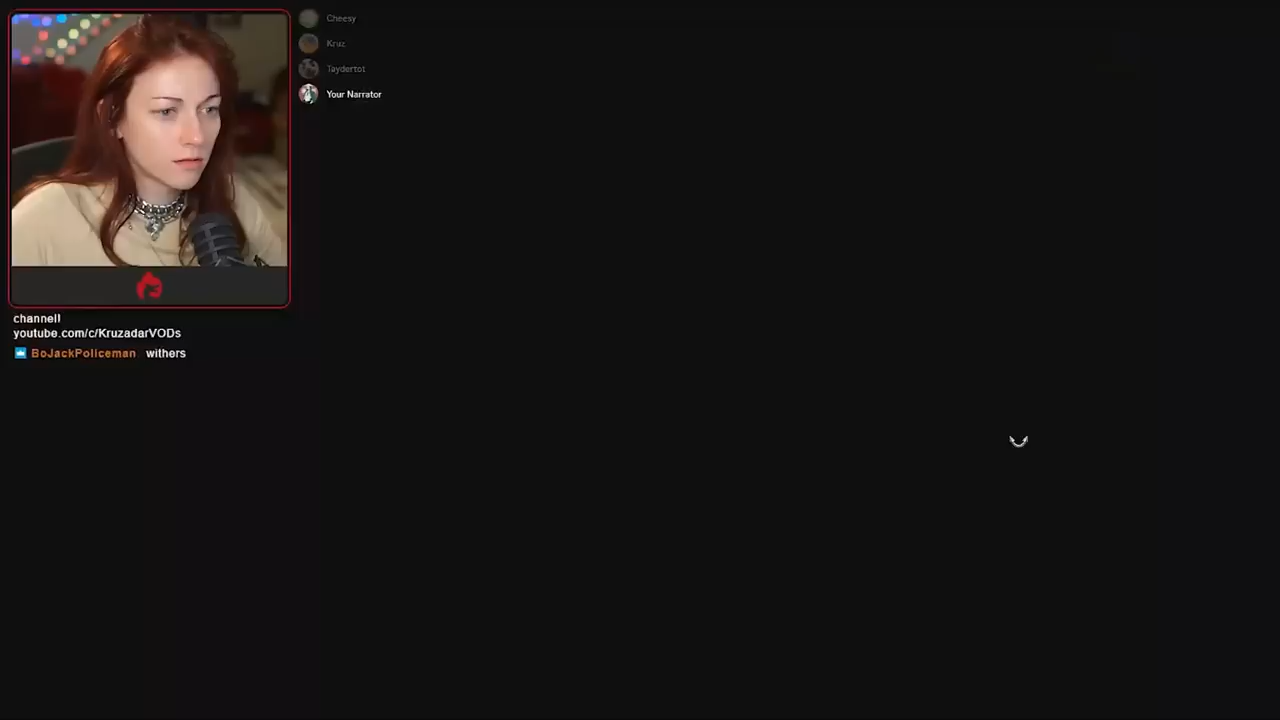 Cheesy
Kruz
Taydertot
Your Narrator
channel!
youtube.com/c/KruzadarVODs
BoJackPoliceman withers